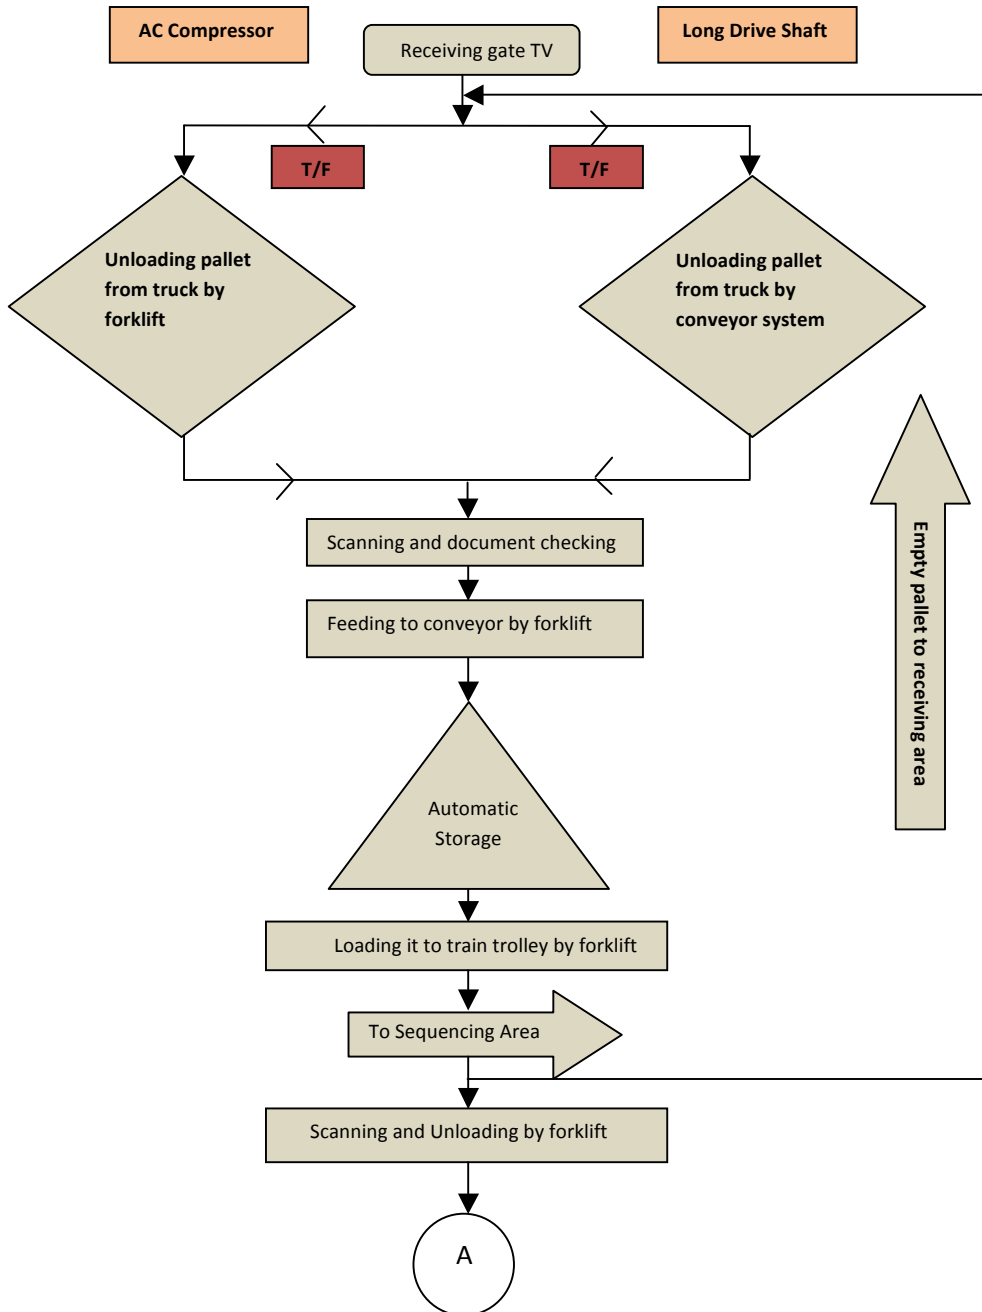 AC Compressor
Receiving gate TV
Long Drive Shaft
T/F
T/F
Unloading pallet
from truck by
forklift
Unloading pallet
from truck by
conveyor system
Scanning and document checking
Feeding to conveyor by forklift
Empty pallet to receiving area
Automatic
Storage
Loading it to train trolley by forklift
To Sequencing Area
Scanning and Unloading by forklift
A